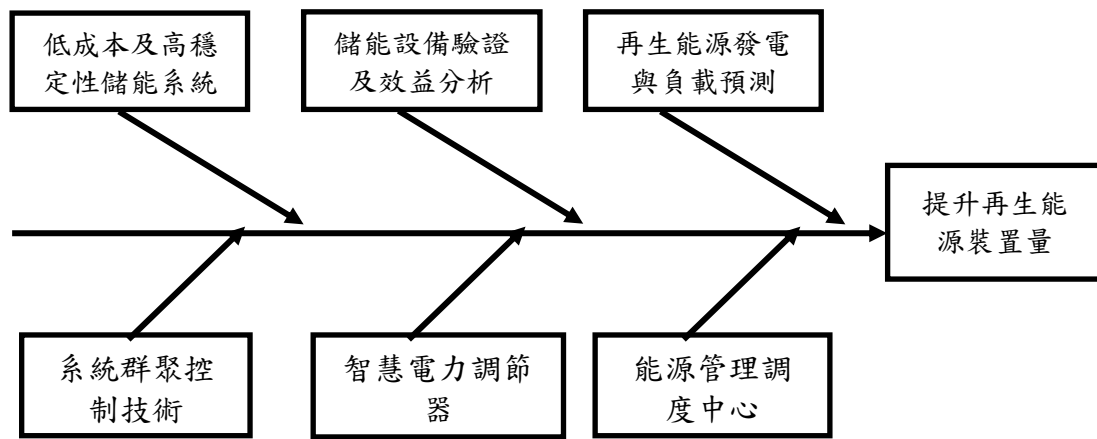 低成本及高穩
定性儲能系統
儲能設備驗證
及效益分析
再生能源發電
與負載預測
提升再生能
源裝置量
系統群聚控
制技術
智慧電力調節
器
能源管理調
度中心